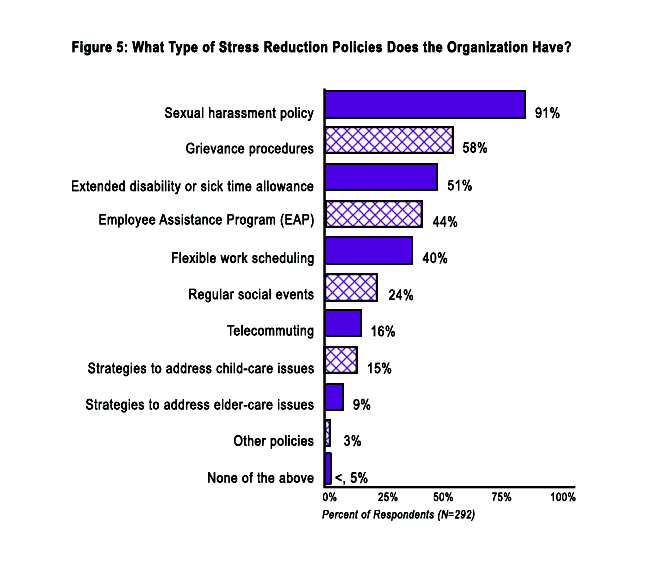 Figure 5: What Type of Stress Reduction Policies Does the Organization Have?
Sexual harassment policy 91%
Grievance procedures 58%
Extended disability or sick time allowance 51%
Employee Assistance Program (EAP) 44%
Flexible work scheduling 40%
Regular social events 24%
Telecommuting 16%
Strategies to address child-care issues 15%
Strategies to address elder-care issues 9%
Other policies 3%
None of the above <, 5%
0% 25% 50% 75% 100%
Percent of Respondents (N=292)